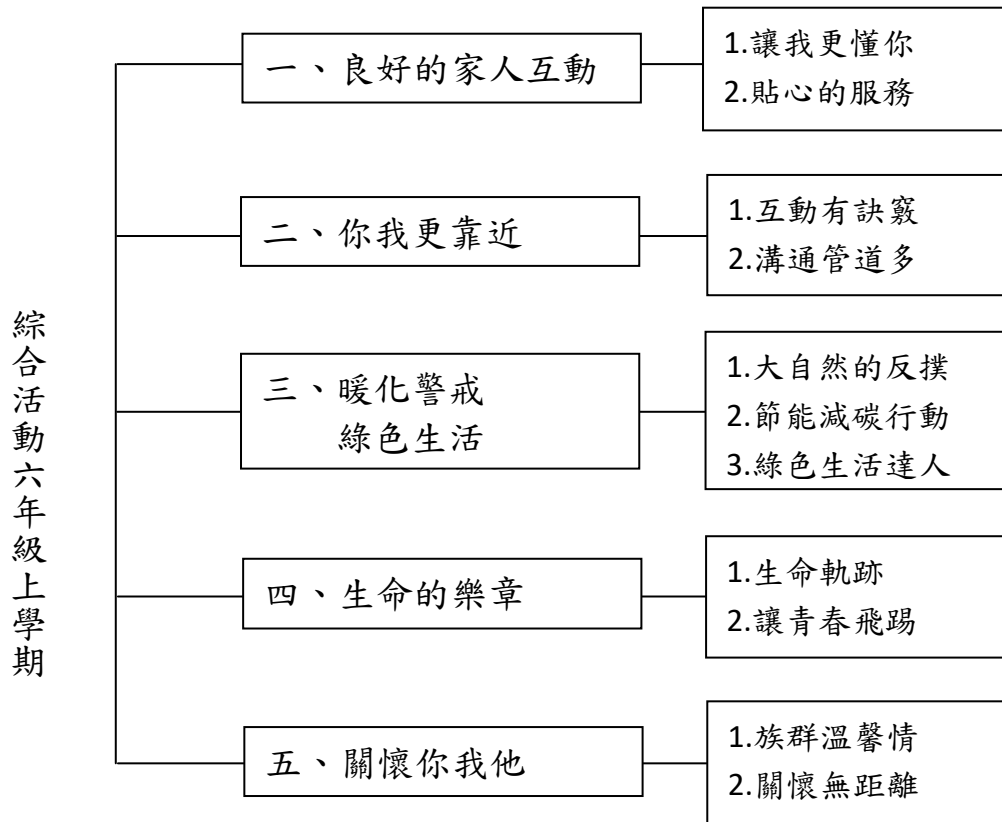 綜合活動六年級上學期
一、良好的家人互動
1.讓我更懂你
2.貼心的服務
二、你我更靠近
1.互動有訣竅
2.溝通管道多
三、暖化警戒
綠色生活
1.大自然的反撲
2.節能減碳行動
3.綠色生活達人
四、生命的樂章
1.生命軌跡
2.讓青春飛踢
五、關懷你我他
1.族群溫馨情
2.關懷無距離